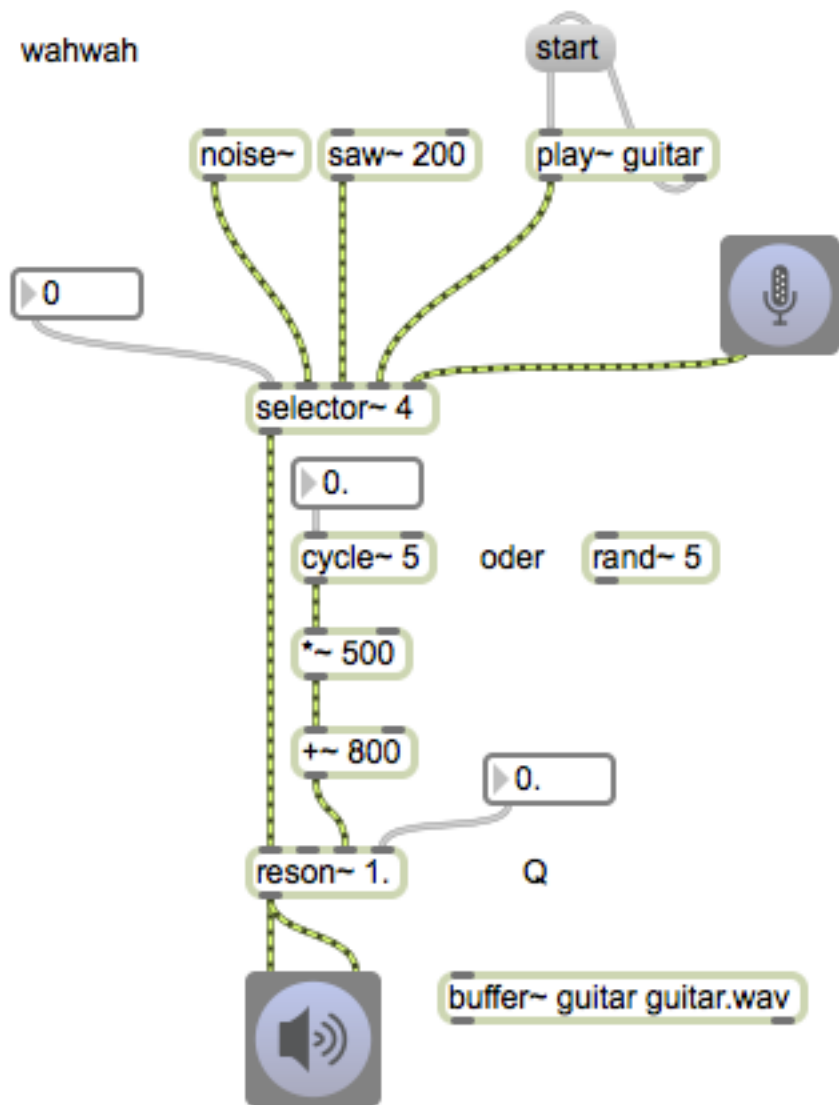 wahwah
start
noise~
saw~ 200
play~ guitar
0
selector~ 4
0.
cycle~ 5
oder
rand~ 5
*~ 500
+~ 800
0.
reson~ 1.
Q
buffer~ guitar guitar.wav